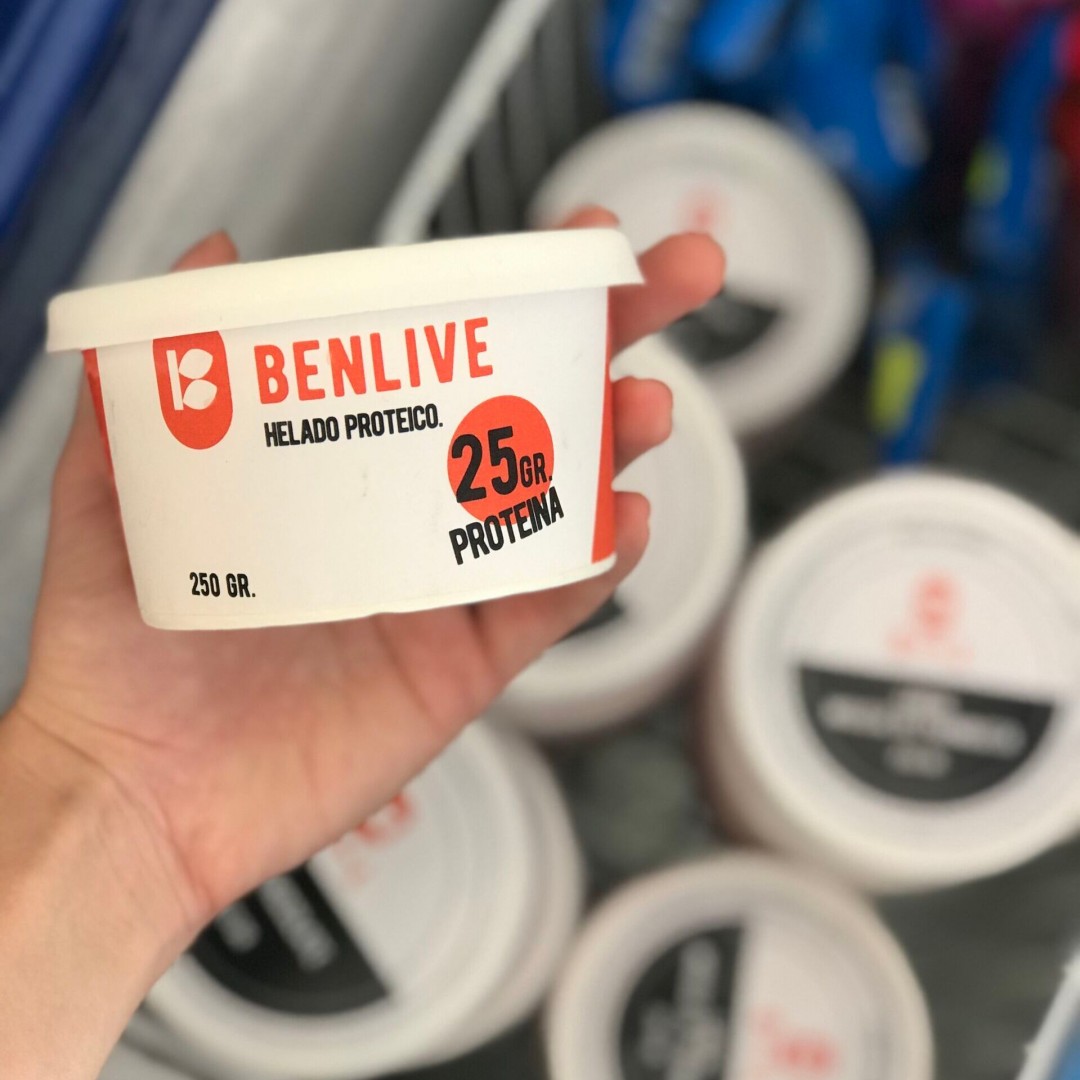 BENLIVE
HELADO PROTEICO.
25GR.
PROTEINA
250 GR.